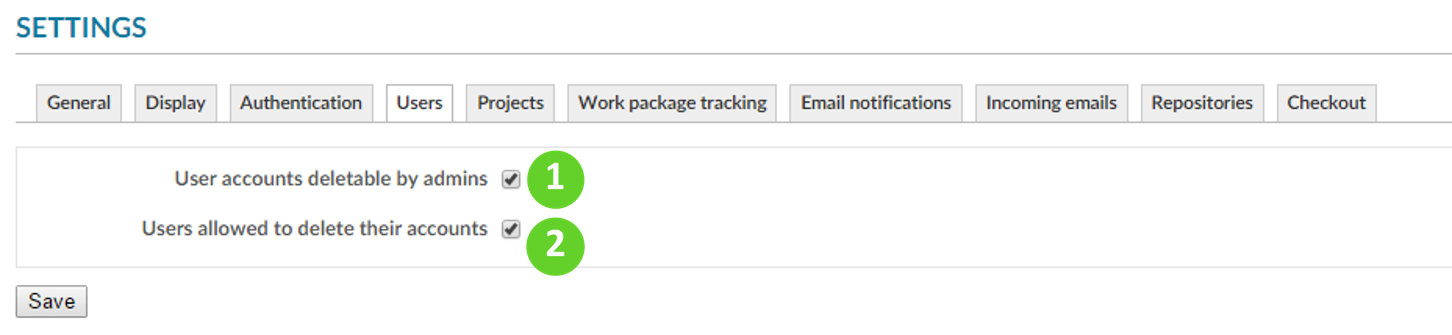 SETTINGS
General Display Authentication Users Projects Work package tracking Email notifications Incoming emails Repositories Checkout
User accounts deletable by admins 1
Users allowed to delete their accounts 2
Save